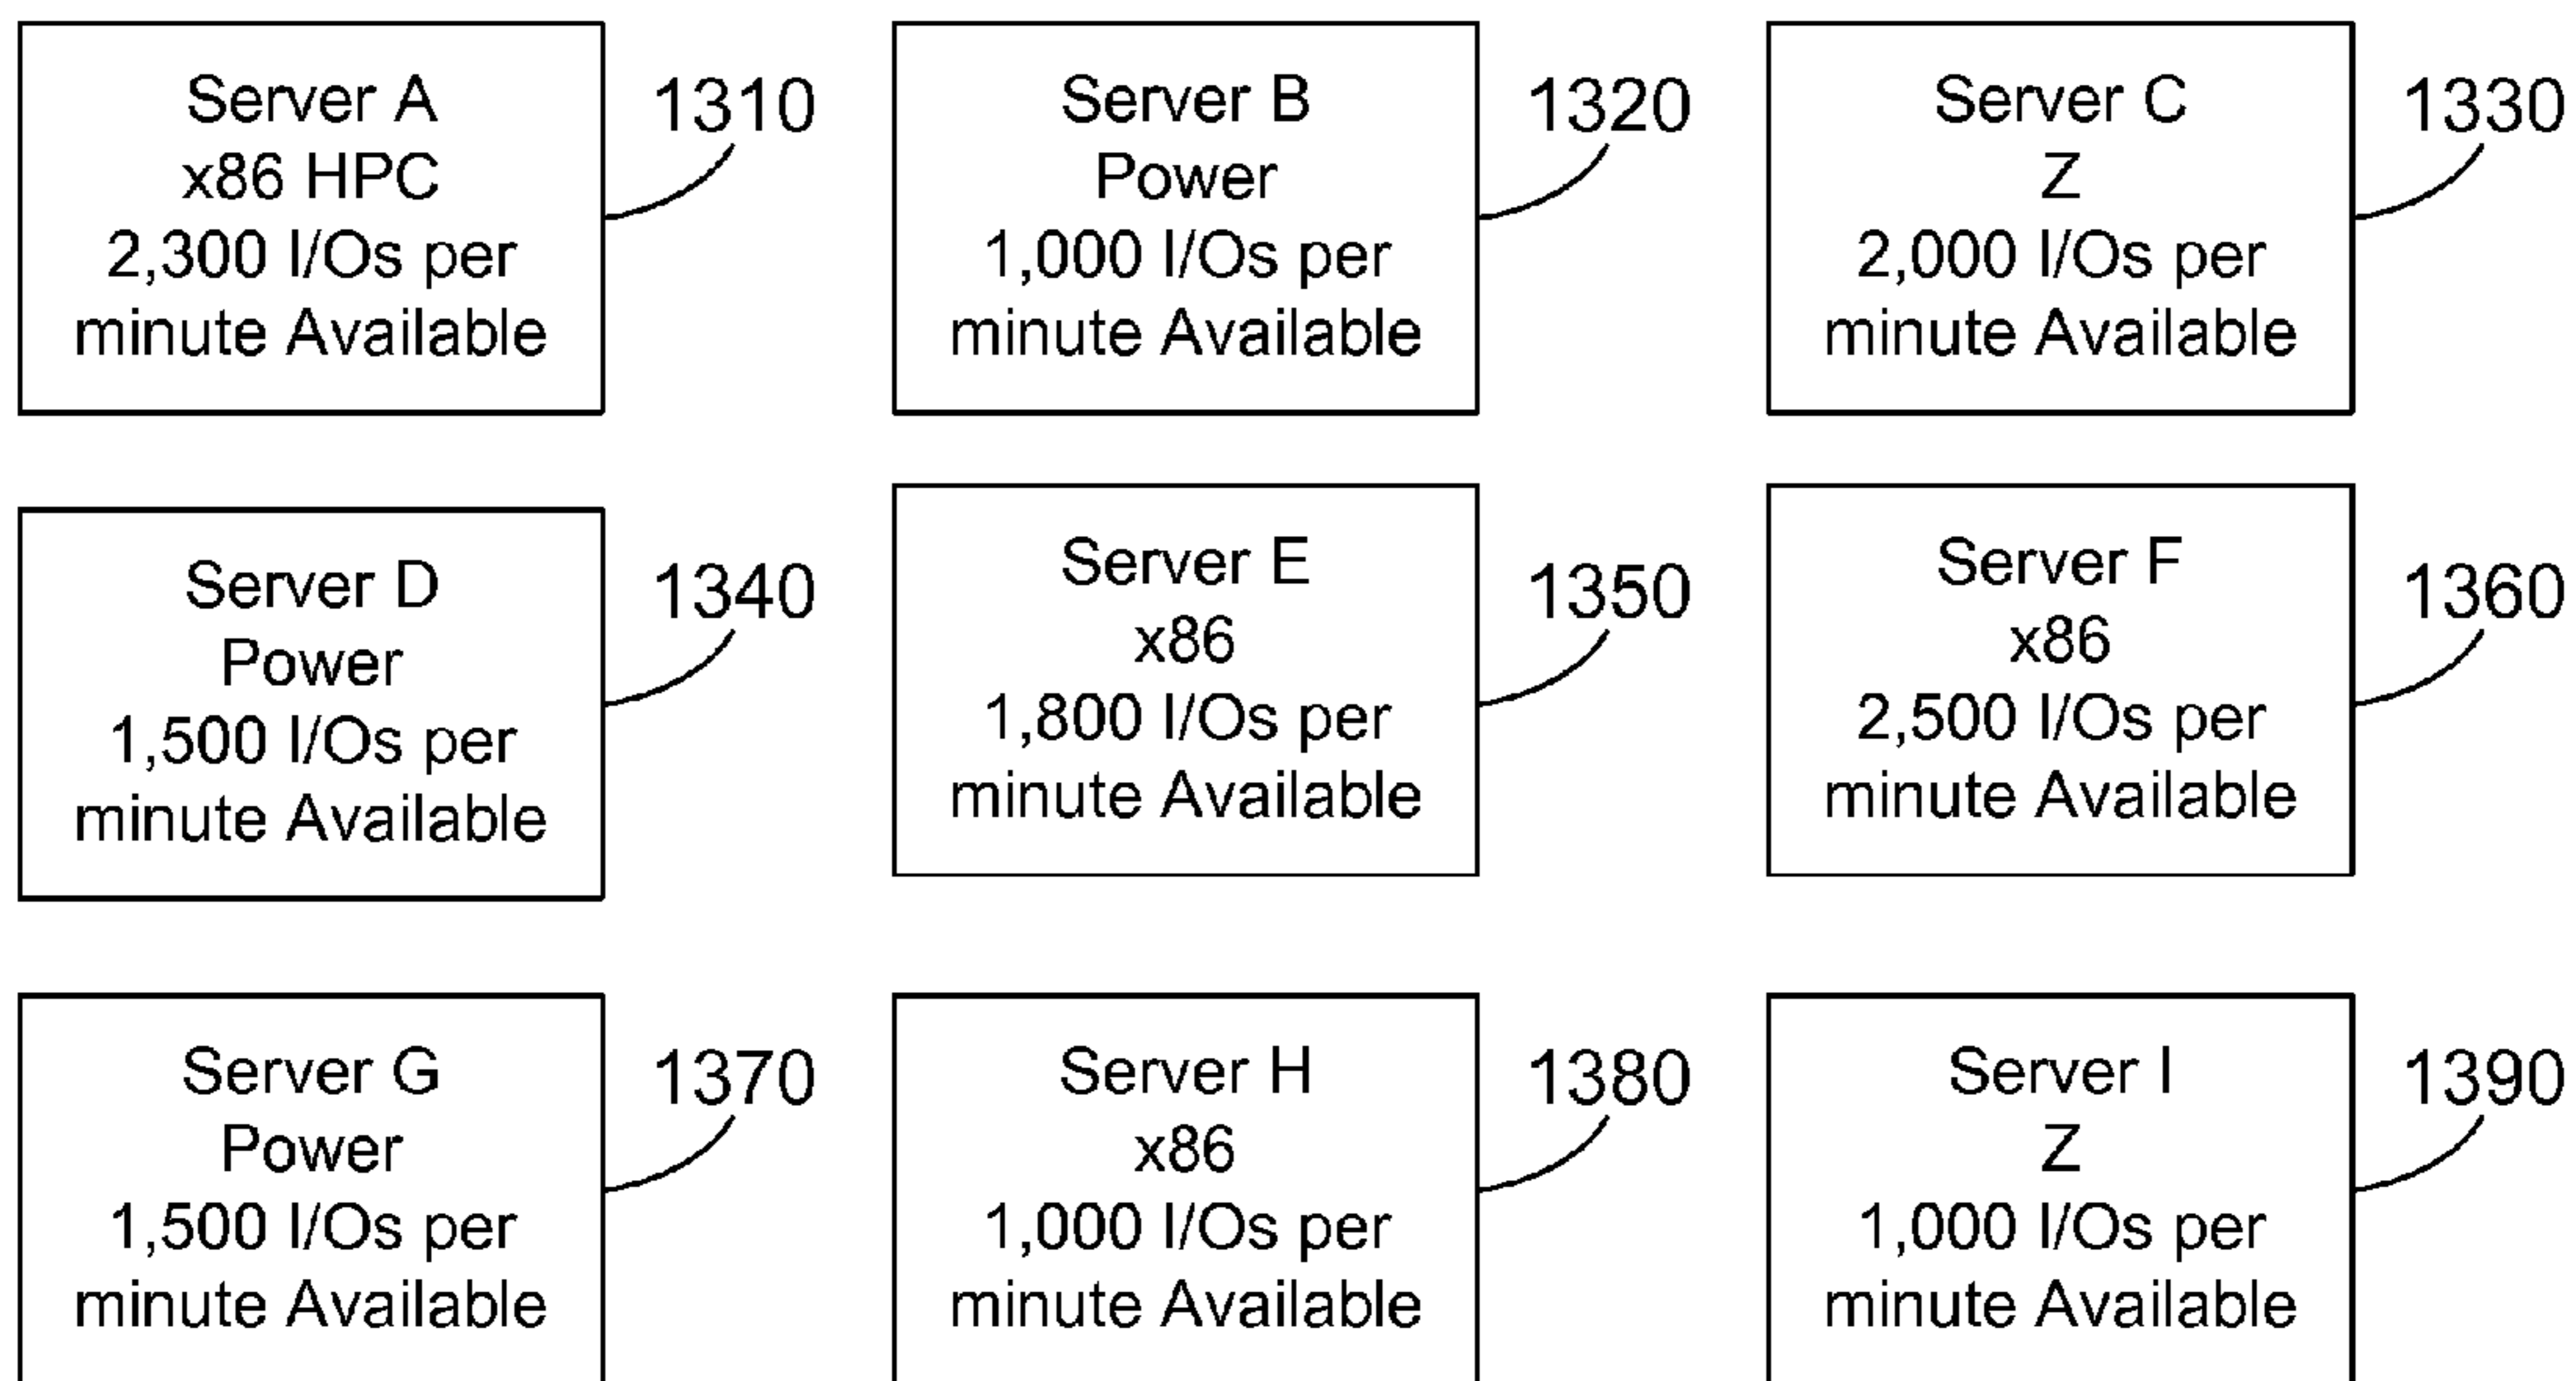 Server A
x86 HPC
2,300 I/Os per
minute Available
1310
Server B
Power
1,000 I/Os per
minute Available
1320
Server C
Z
2,000 I/Os per
minute Available
1330
Server D
Power
1,500 I/Os per
minute Available
1340
Server E
x86
1,800 I/Os per
minute Available
1350
Server F
x86
2,500 I/Os per
minute Available
1360
Server G
Power
1,500 I/Os per
minute Available
1370
Server H
x86
1,000 I/Os per
minute Available
1380
Server I
Z
1,000 I/Os per
minute Available
1390